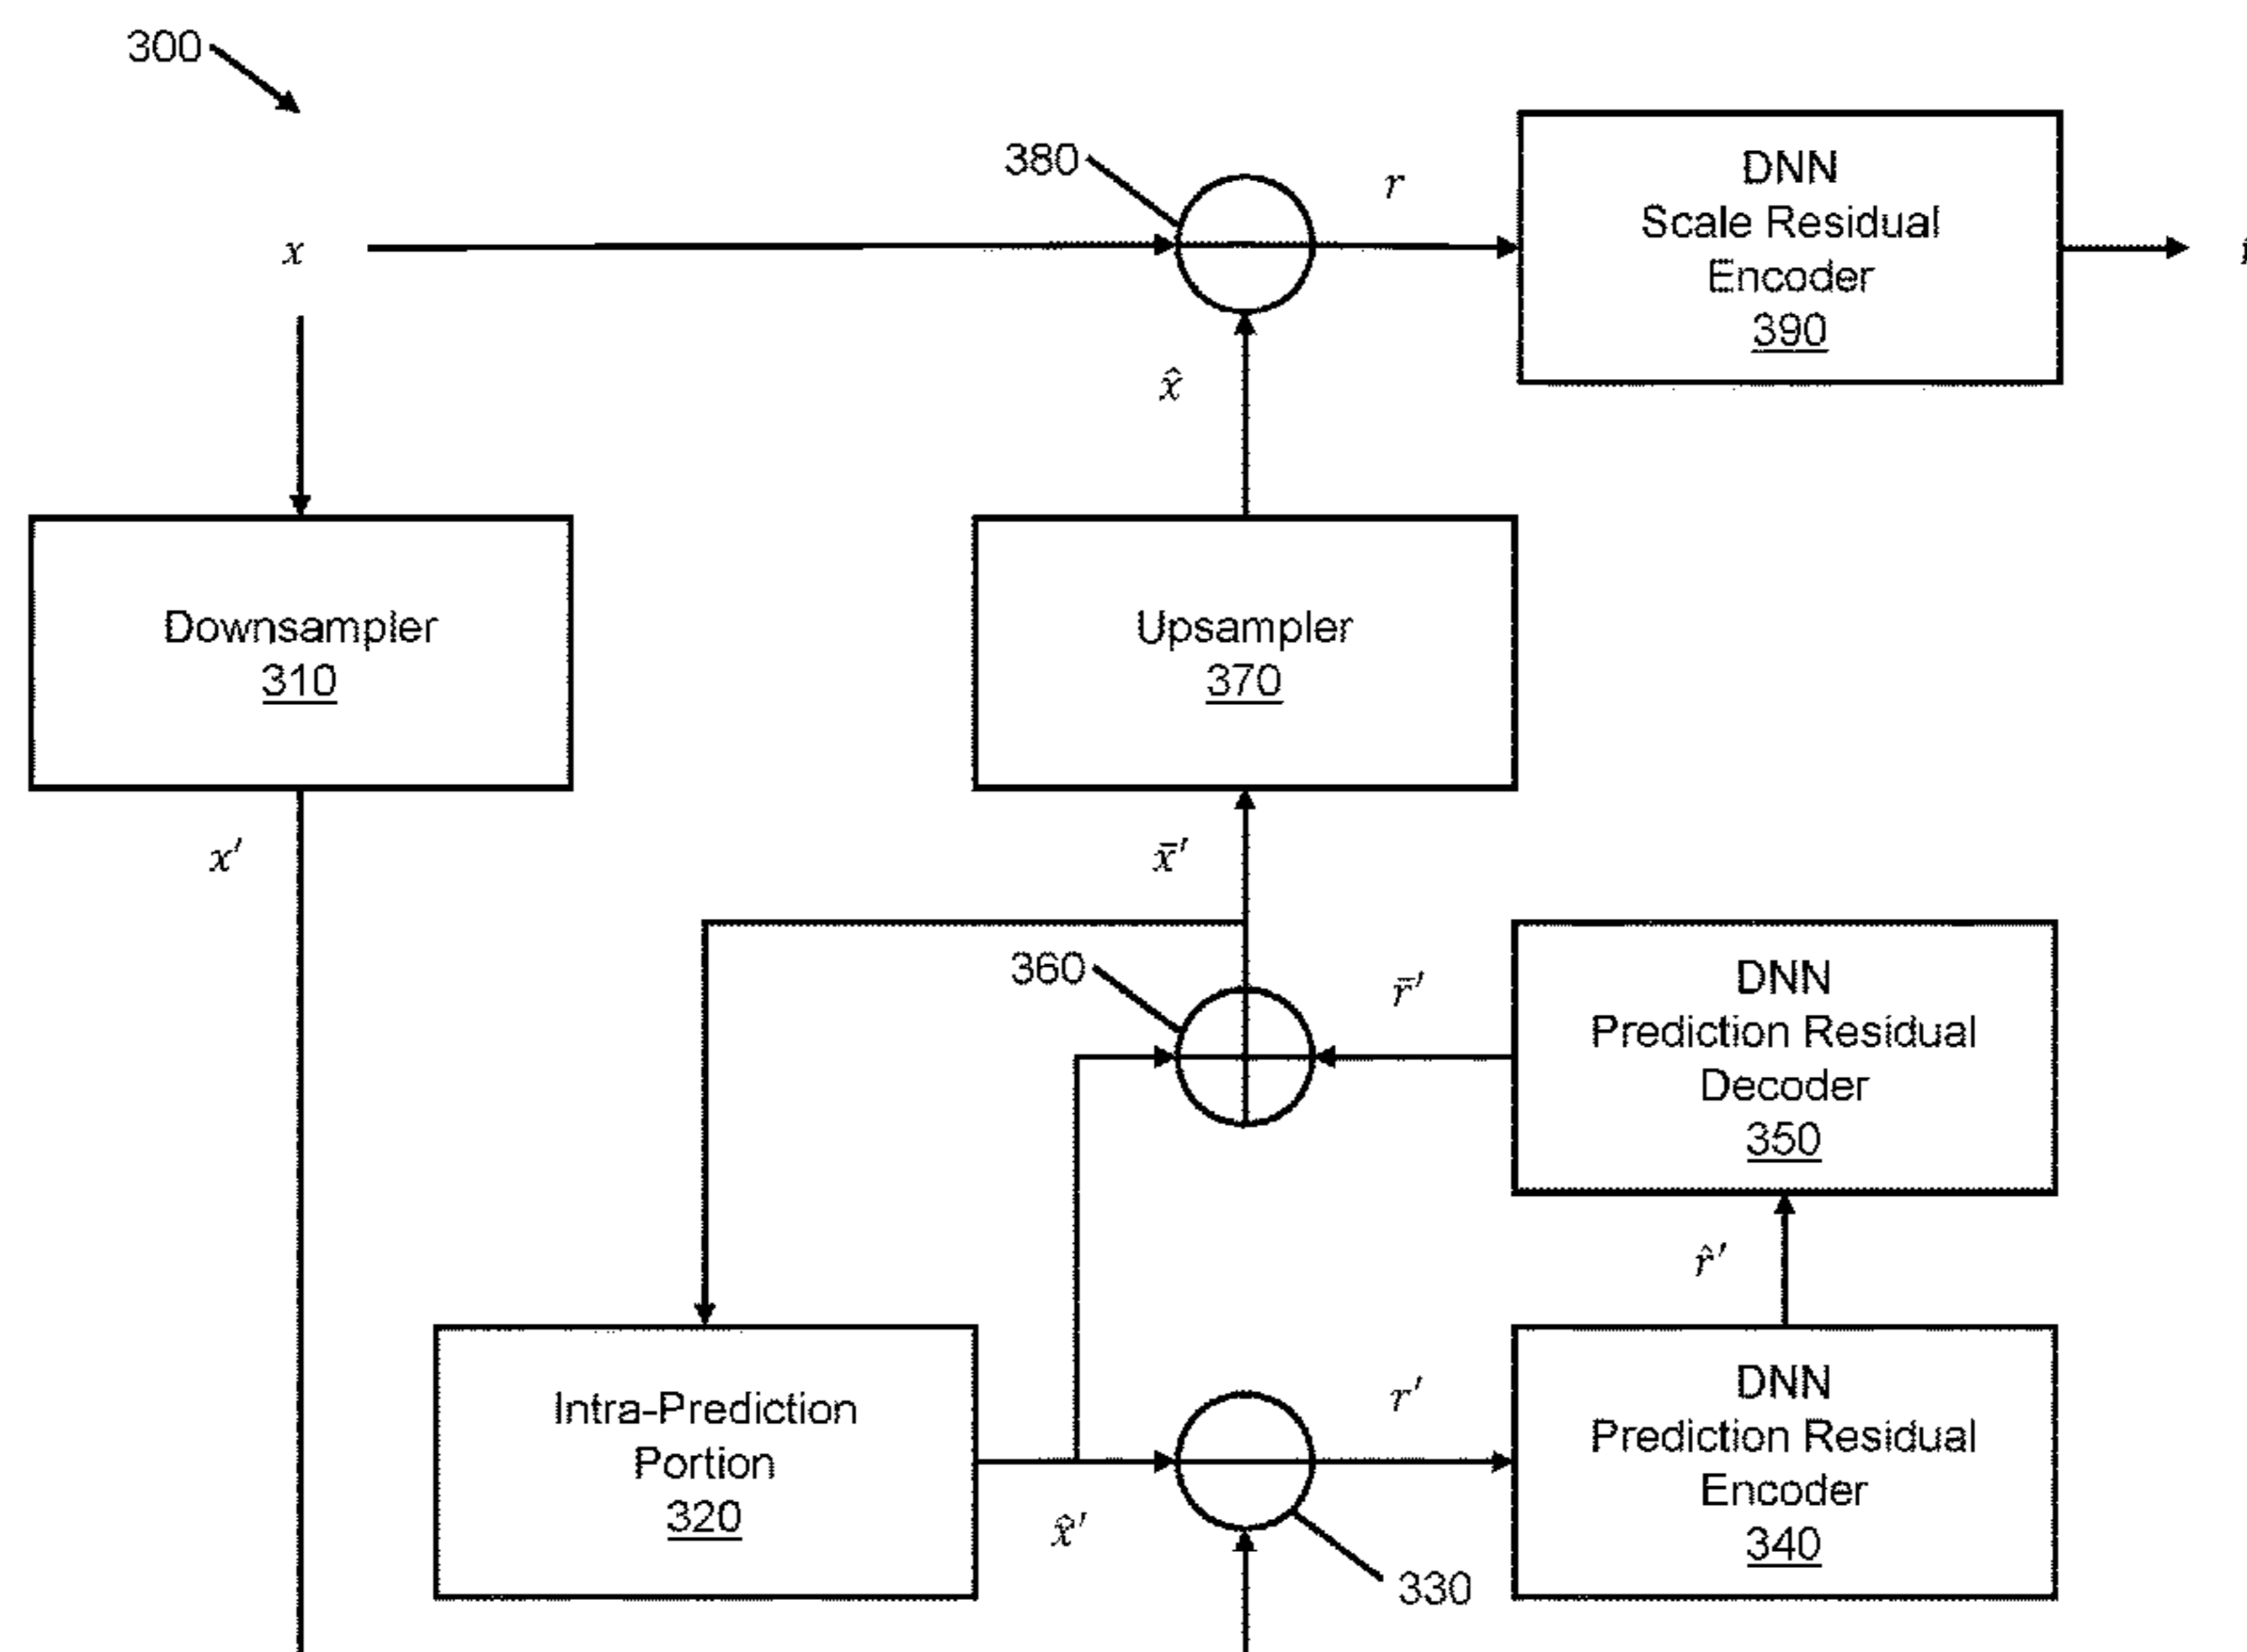 300
380
r
DNN
Scale Residual
Encoder
390
x
x̂
Downsampler
310
Upsampler
370
x′
x̄′
360
r̄′
DNN
Prediction Residual
Decoder
350
r̂′
Intra-Prediction
Portion
320
x̂′
r′
DNN
Prediction Residual
Encoder
340
330